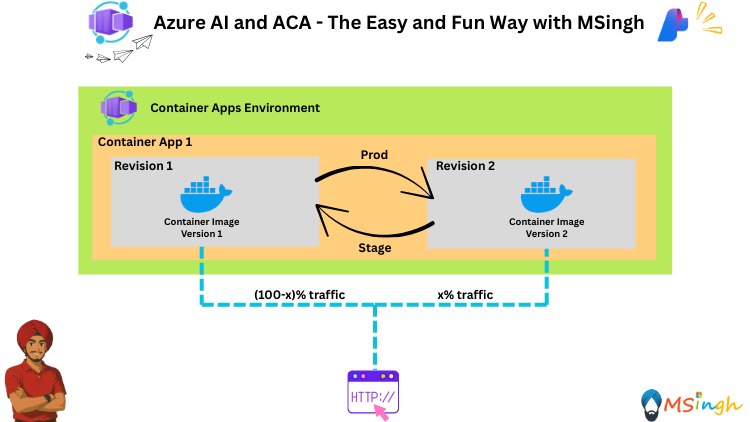 Azure AI and ACA - The Easy and Fun Way with MSingh
Container Apps Environment
Container App 1
Revision 1
Prod
Revision 2
Container Image
Version 1
Container Image
Version 2
Stage
(100-x)% traffic
x% traffic
HTTP://
MSingh